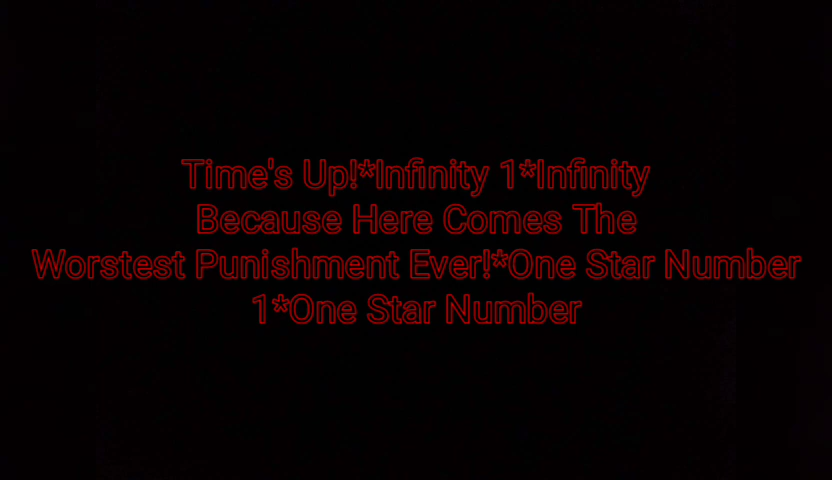 Time's Up!*Infinity 1*Infinity
Because Here Comes The
Worstest Punishment Ever!*One Star Number
1*One Star Number